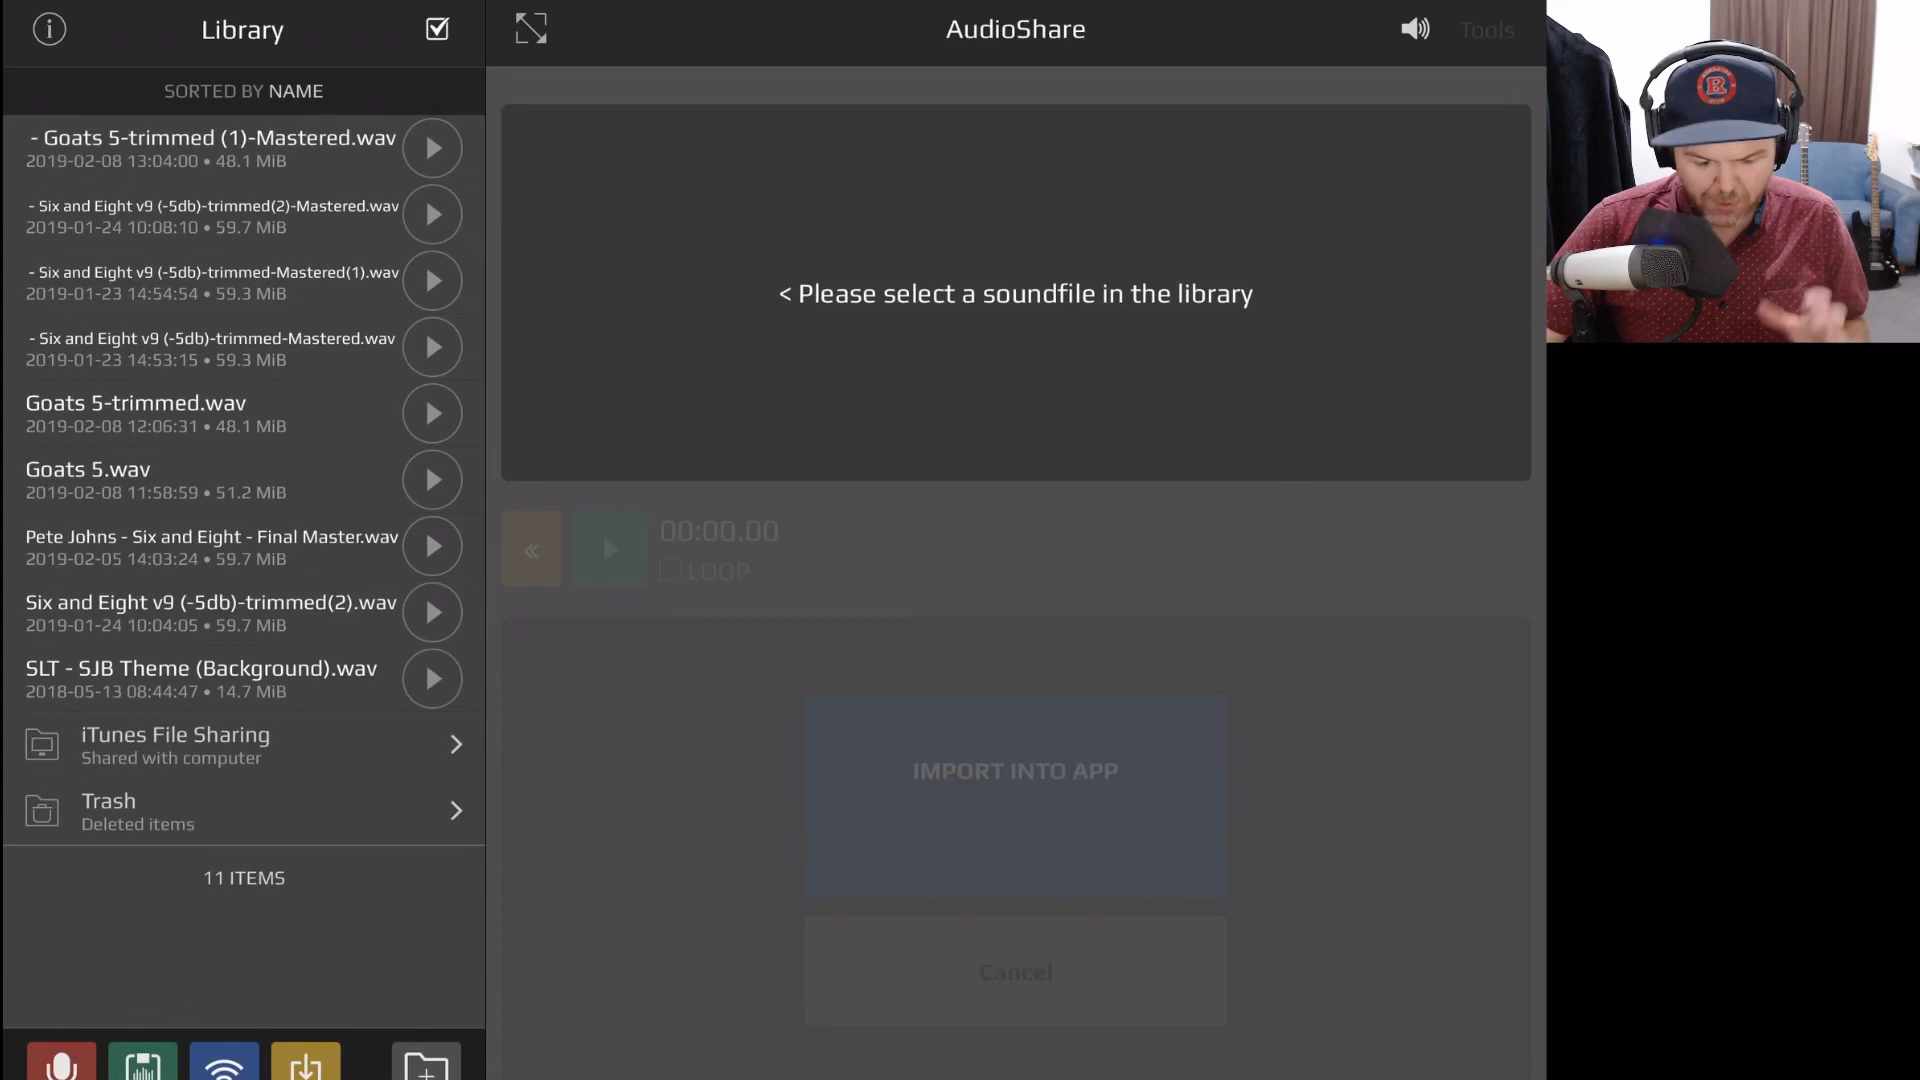 Library
SORTED BY NAME
- Goats 5-trimmed (1)-Mastered.wav
2019-02-08 13:04:00 • 48.1 MiB
- Six and Eight v9 (-5db)-trimmed(2)-Mastered.wav
2019-01-24 10:08:10 • 59.7 MiB
- Six and Eight v9 (-5db)-trimmed-Mastered(1).wav
2019-01-23 14:54:54 • 59.3 MiB
- Six and Eight v9 (-5db)-trimmed-Mastered.wav
2019-01-23 14:53:15 • 59.3 MiB
Goats 5-trimmed.wav
2019-02-08 12:06:31 • 48.1 MiB
Goats 5.wav
2019-02-08 11:58:59 • 51.2 MiB
Pete Johns - Six and Eight - Final Master.wav
2019-02-05 14:03:24 • 59.7 MiB
Six and Eight v9 (-5db)-trimmed(2).wav
2019-01-24 10:04:05 • 59.7 MiB
SLT - SJB Theme (Background).wav
2018-05-13 08:44:47 • 14.7 MiB
iTunes File Sharing
Shared with computer
Trash
Deleted items
11 ITEMS
AudioShare
Tools
< Please select a soundfile in the library
00:00.00
LOOP
IMPORT INTO APP
Cancel
R